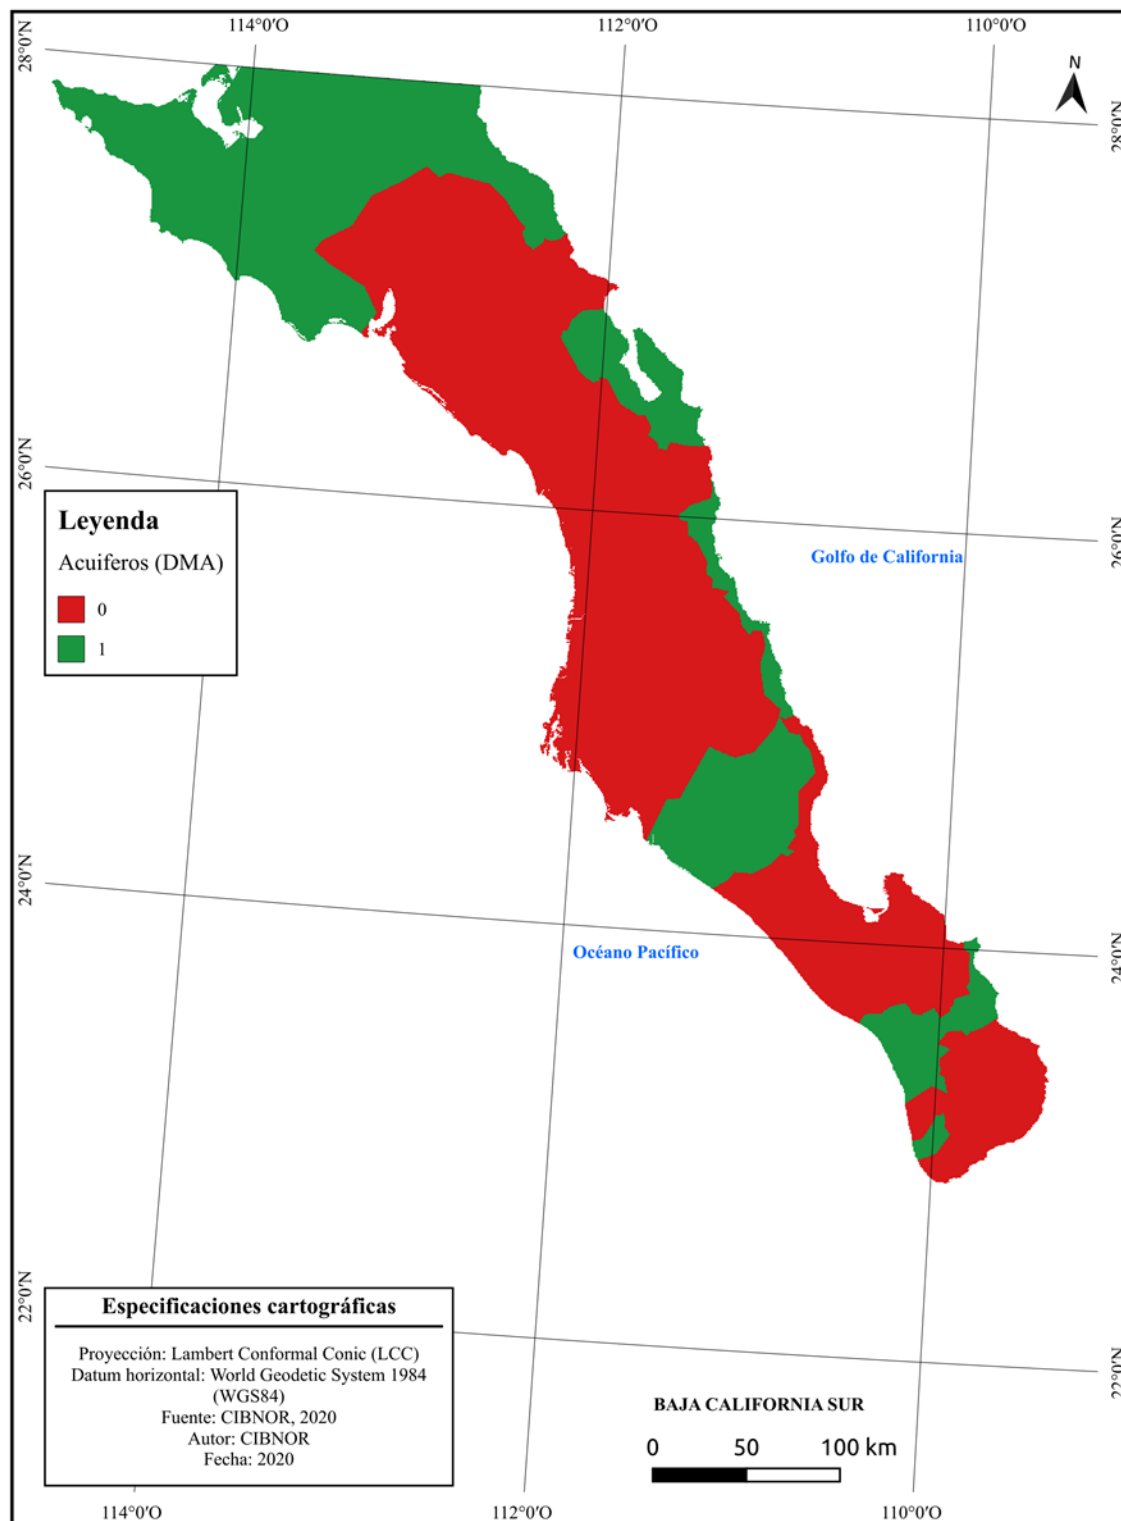 114°0′O
112°0′O
110°0′O
28°0′N
N
28°0′N
26°0′N
Leyenda
Acuiferos (DMA)
0
1
Golfo de California
26°0′N
24°0′N
Océano Pacífico
24°0′N
22°0′N
Especificaciones cartográficas
Proyección: Lambert Conformal Conic (LCC)
Datum horizontal: World Geodetic System 1984
(WGS84)
Fuente: CIBNOR, 2020
Autor: CIBNOR
Fecha: 2020
22°0′N
BAJA CALIFORNIA SUR
0 50 100 km
114°0′O
112°0′O
110°0′O